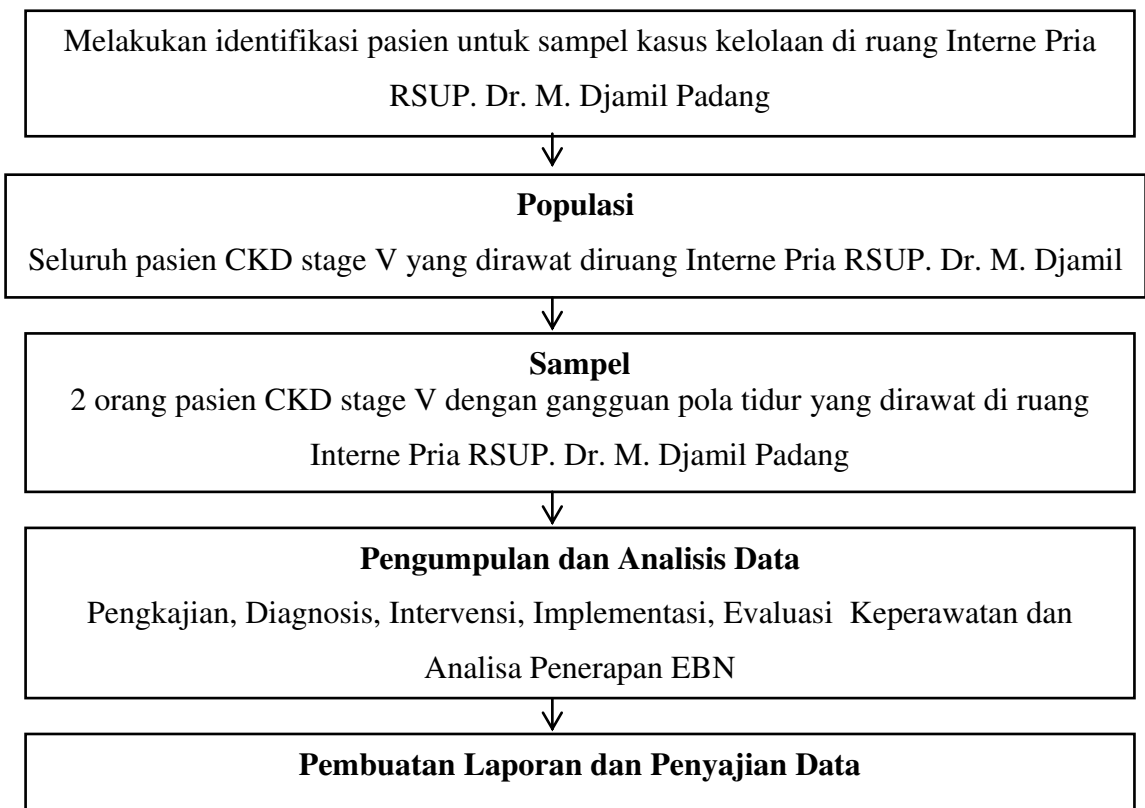 Melakukan identifikasi pasien untuk sampel kasus kelolaan di ruang Interne Pria
RSUP. Dr. M. Djamil Padang
Populasi
Seluruh pasien CKD stage V yang dirawat diruang Interne Pria RSUP. Dr. M. Djamil
Sampel
2 orang pasien CKD stage V dengan gangguan pola tidur yang dirawat di ruang
Interne Pria RSUP. Dr. M. Djamil Padang
Pengumpulan dan Analisis Data
Pengkajian, Diagnosis, Intervensi, Implementasi, Evaluasi Keperawatan dan
Analisa Penerapan EBN
Pembuatan Laporan dan Penyajian Data